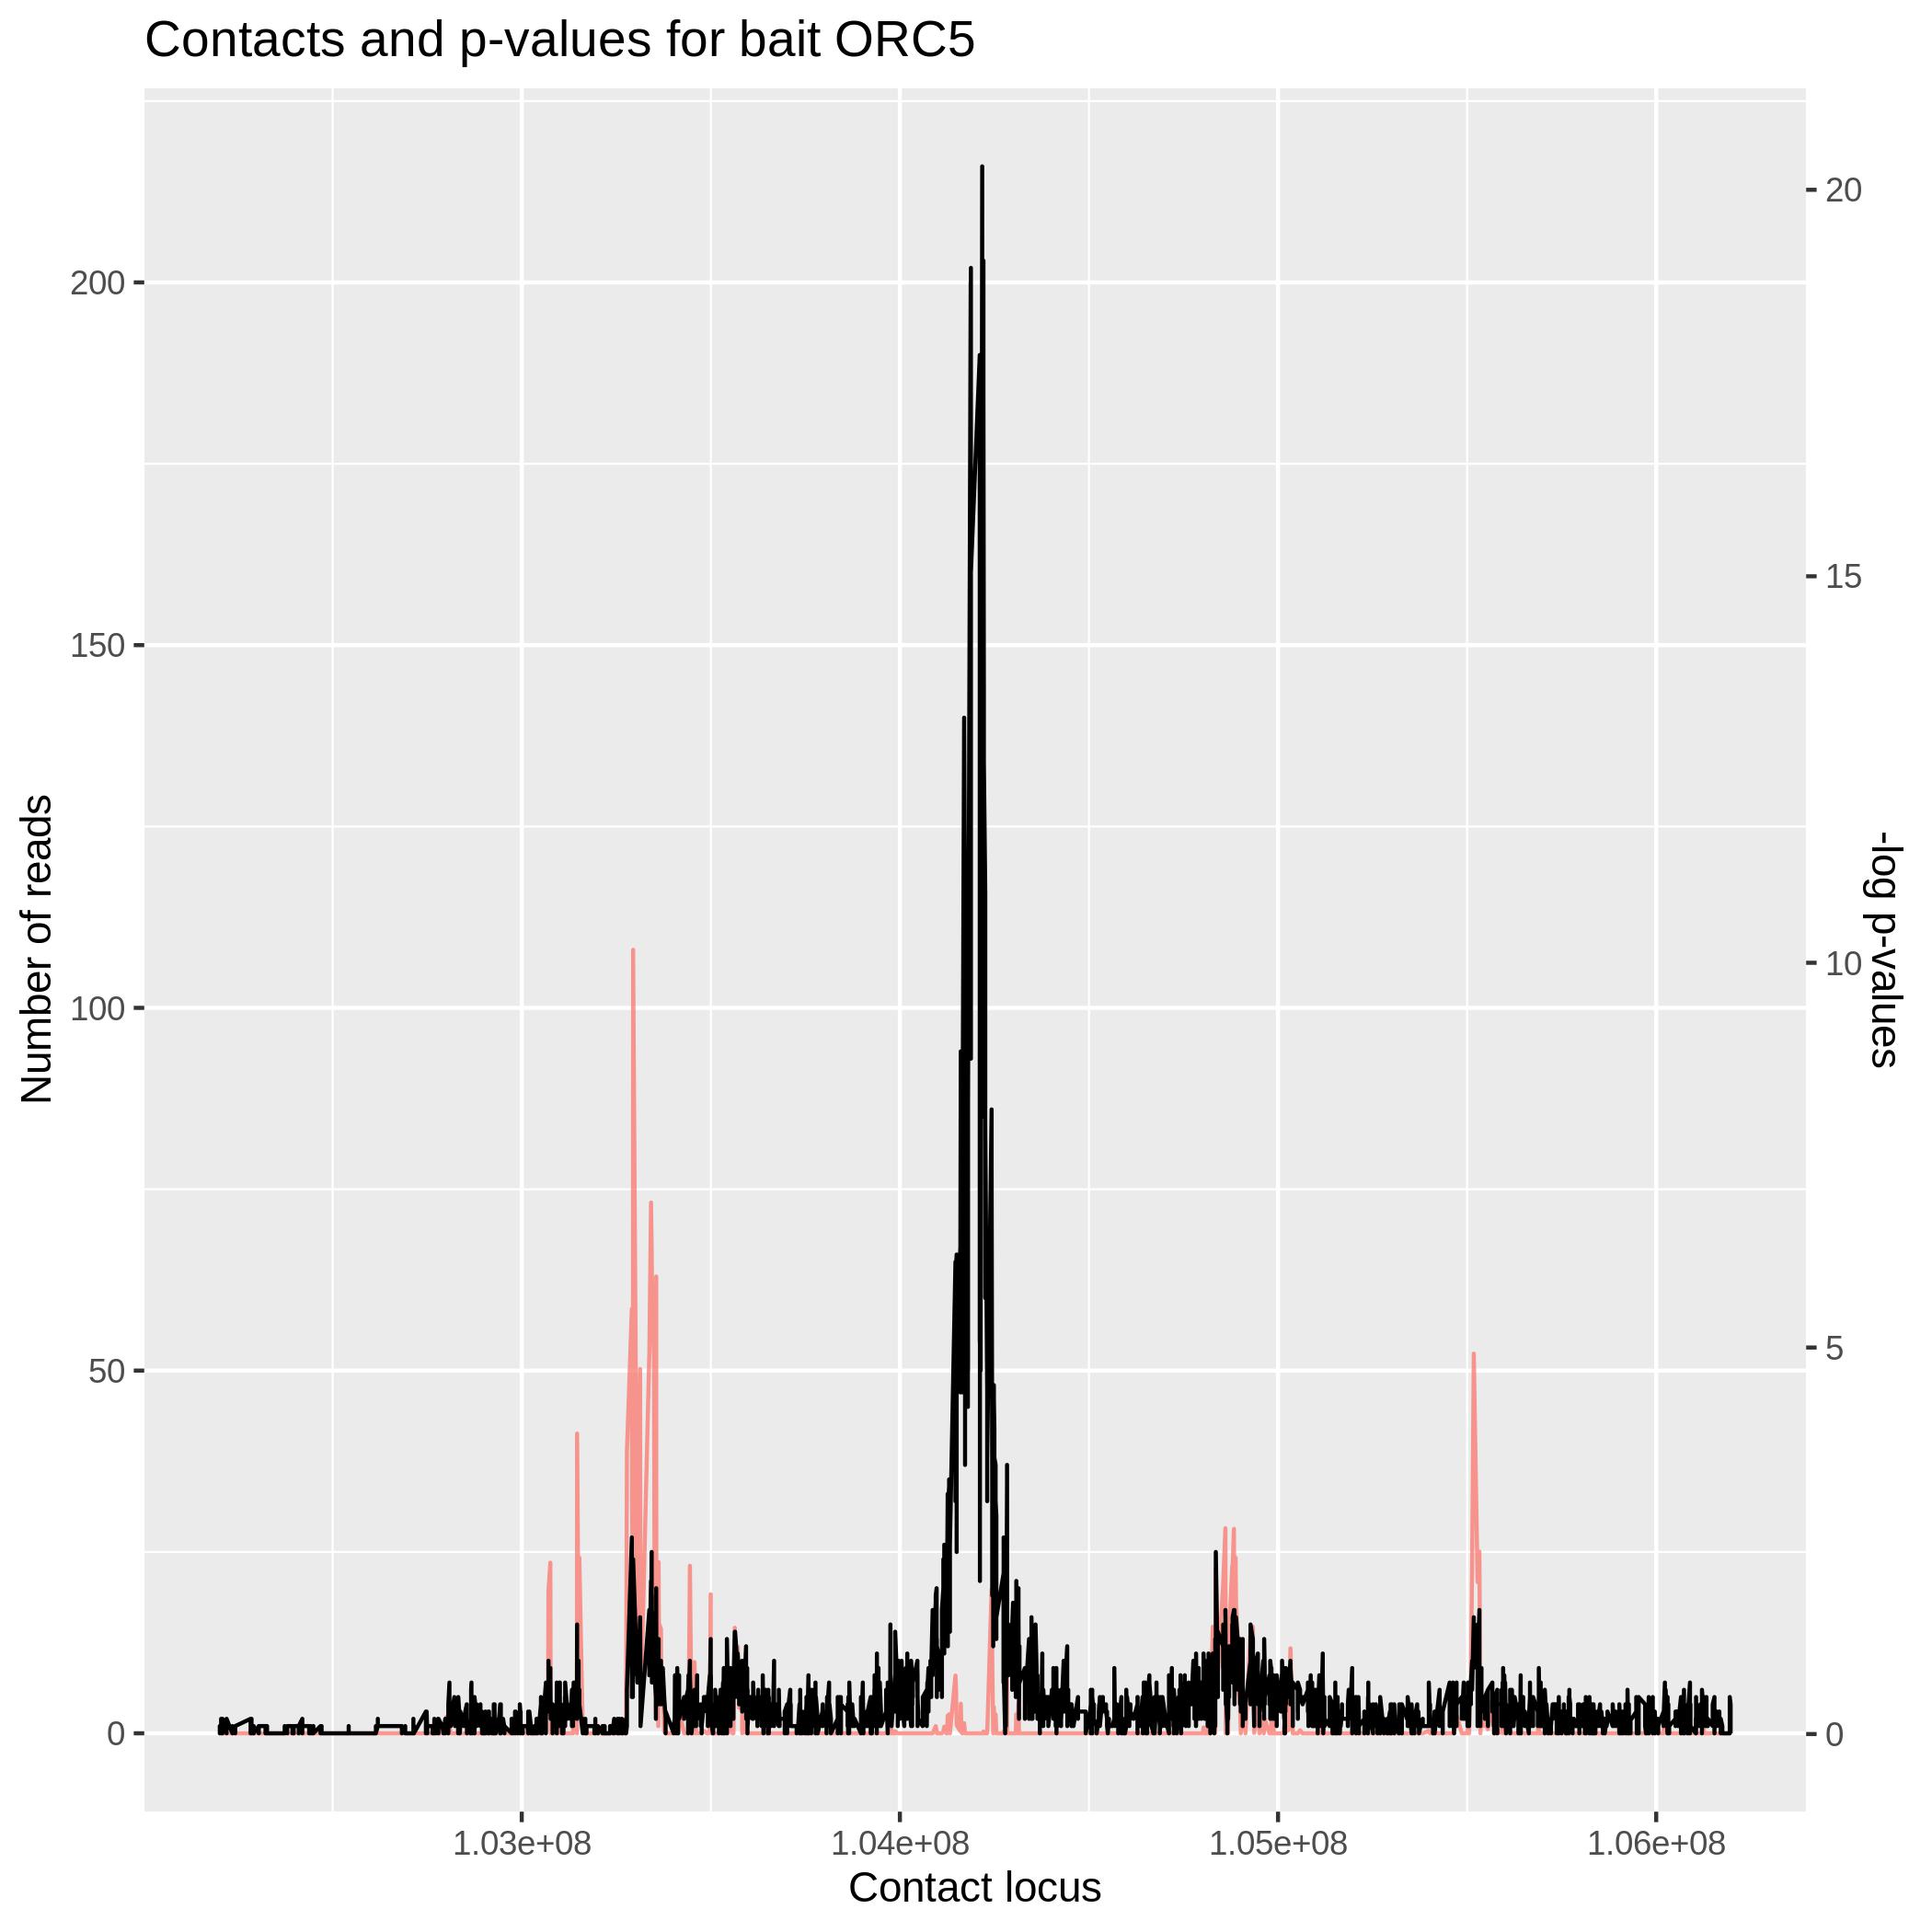 Contacts and p-values for bait ORC5
Number of reads
200
150
100
50
0
20
15
10
5
0
-log p-values
1.03e+08
1.04e+08
1.05e+08
1.06e+08
Contact locus